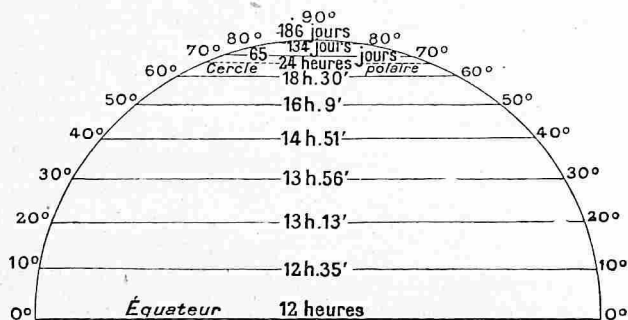 90°
186 jours
80° 134 jours 80°
70° 65 jours 70°
Cercle 24 heures polaire
60° 18 h. 30' 60°
50° 16 h. 9' 50°
40° 14 h. 51' 40°
30° 13 h. 56' 30°
20° 13 h. 13' 20°
10° 12 h. 35' 10°
0° Équateur 12 heures 0°